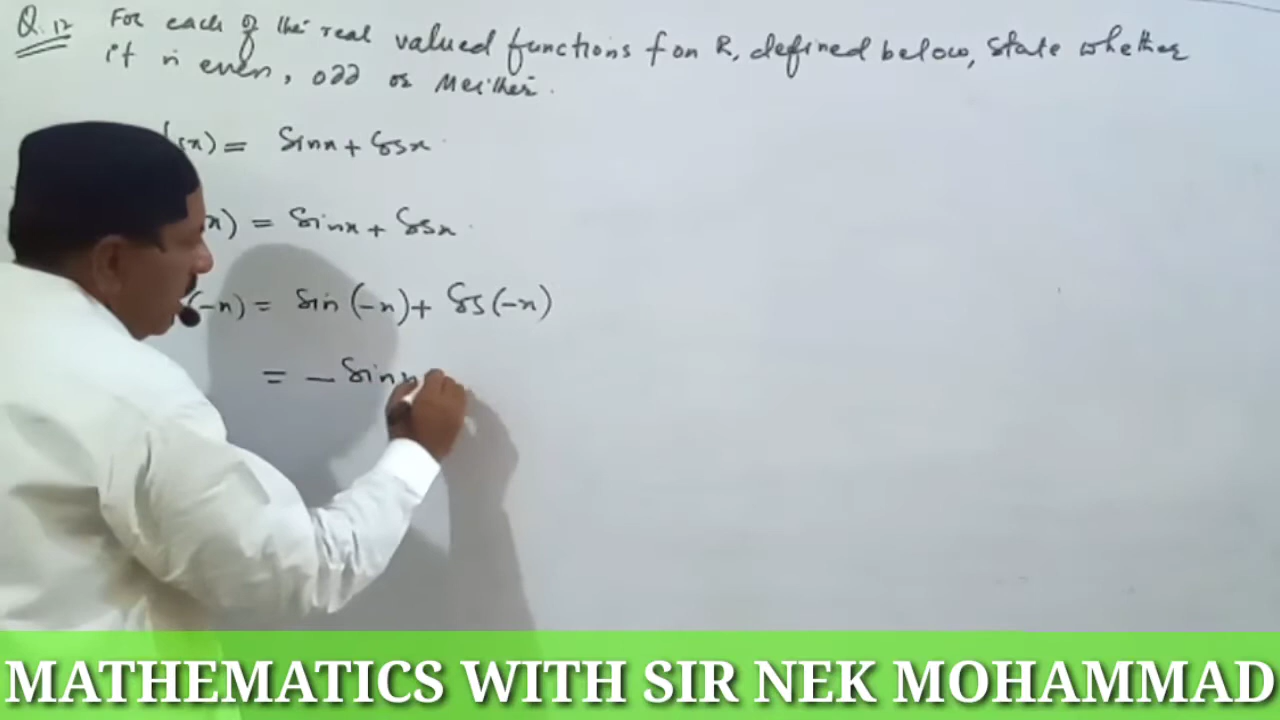 Q.12 For each of the real valued functions f on R, defined below, state whether
it is even, odd or Neither.
(x) = Sinx + Cosx
x) = Sinx + Cosx
(-x) = Sin(-x) + Cos(-x)
= - Sinx
MATHEMATICS WITH SIR NEK MOHAMMAD